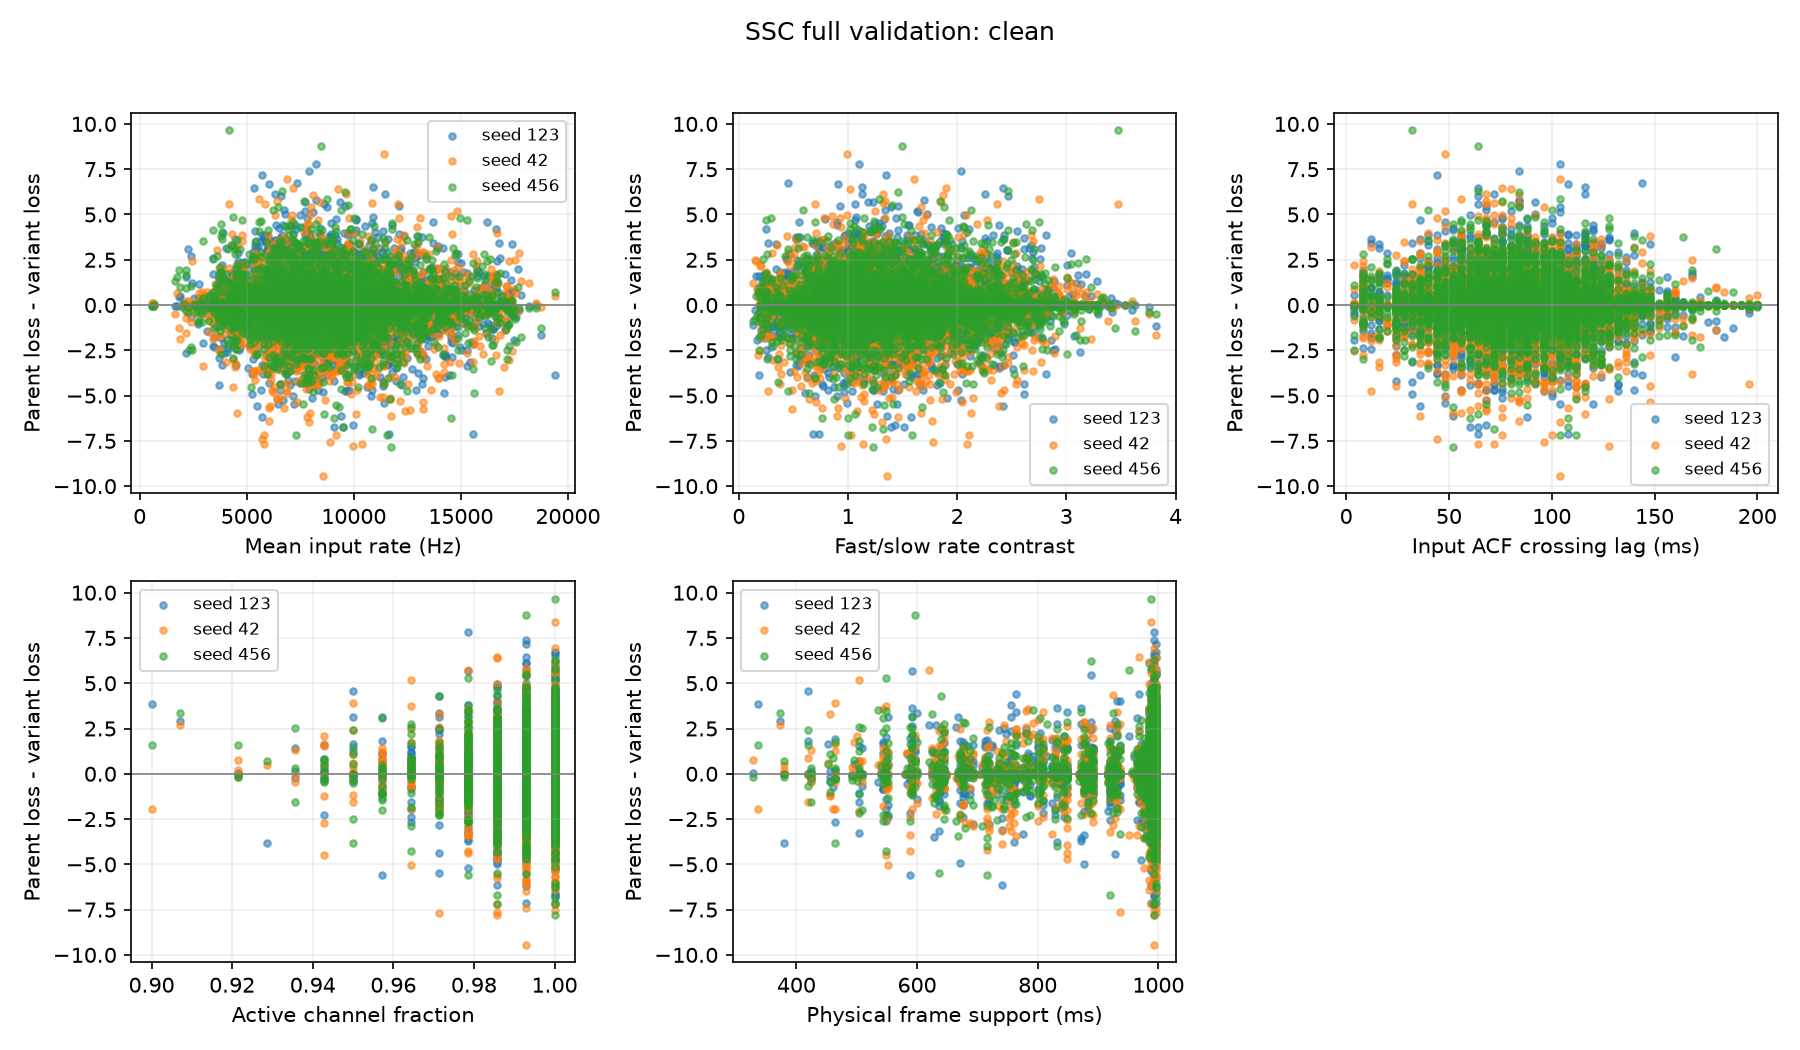 SSC full validation: clean
Parent loss - variant loss
10.0
7.5
5.0
2.5
0.0
−2.5
−5.0
−7.5
−10.0
seed 123
seed 42
seed 456
0 5000 10000 15000 20000
Mean input rate (Hz)
Parent loss - variant loss
10.0
7.5
5.0
2.5
0.0
−2.5
−5.0
−7.5
−10.0
seed 123
seed 42
seed 456
0 1 2 3 4
Fast/slow rate contrast
Parent loss - variant loss
10.0
7.5
5.0
2.5
0.0
−2.5
−5.0
−7.5
−10.0
seed 123
seed 42
seed 456
0 50 100 150 200
Input ACF crossing lag (ms)
Parent loss - variant loss
10.0
7.5
5.0
2.5
0.0
−2.5
−5.0
−7.5
−10.0
seed 123
seed 42
seed 456
0.90 0.92 0.94 0.96 0.98 1.00
Active channel fraction
Parent loss - variant loss
10.0
7.5
5.0
2.5
0.0
−2.5
−5.0
−7.5
−10.0
seed 123
seed 42
seed 456
400 600 800 1000
Physical frame support (ms)